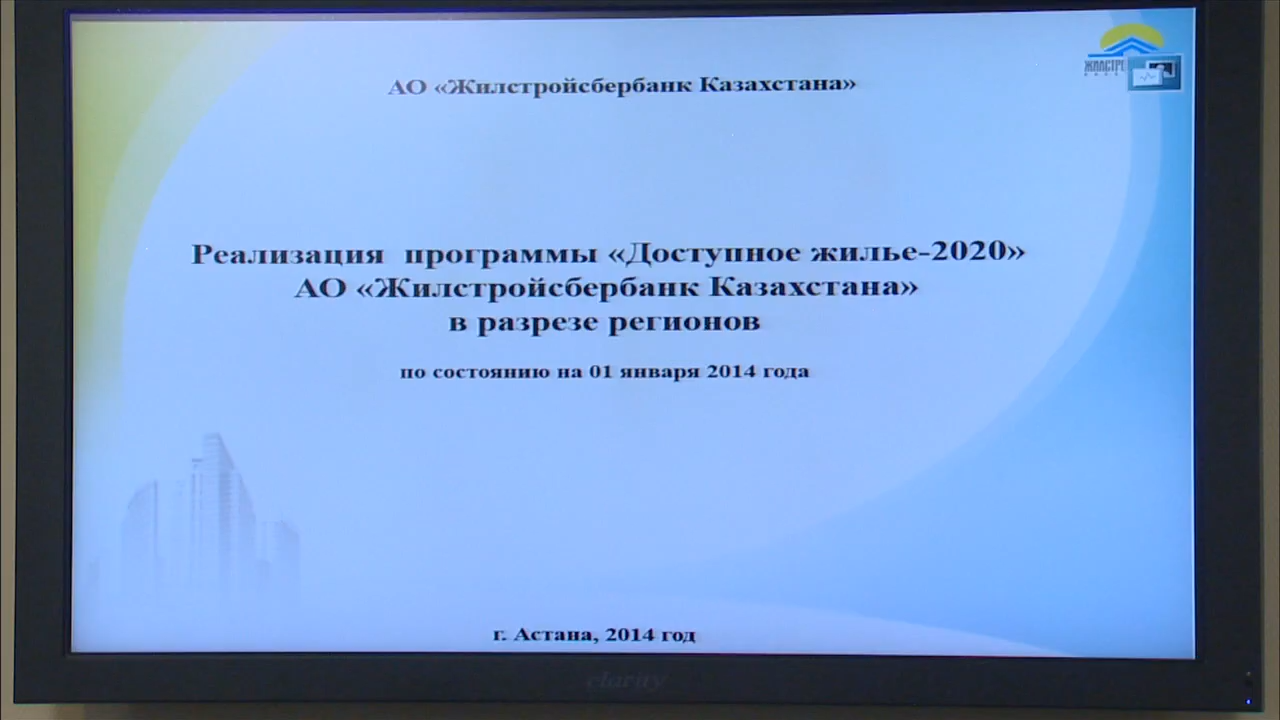 АО «Жилстройсбербанк Казахстана»
Реализация программы «Доступное жилье-2020»
АО «Жилстройсбербанк Казахстана»
в разрезе регионов
по состоянию на 01 января 2014 года
г. Астана, 2014 год
clarity